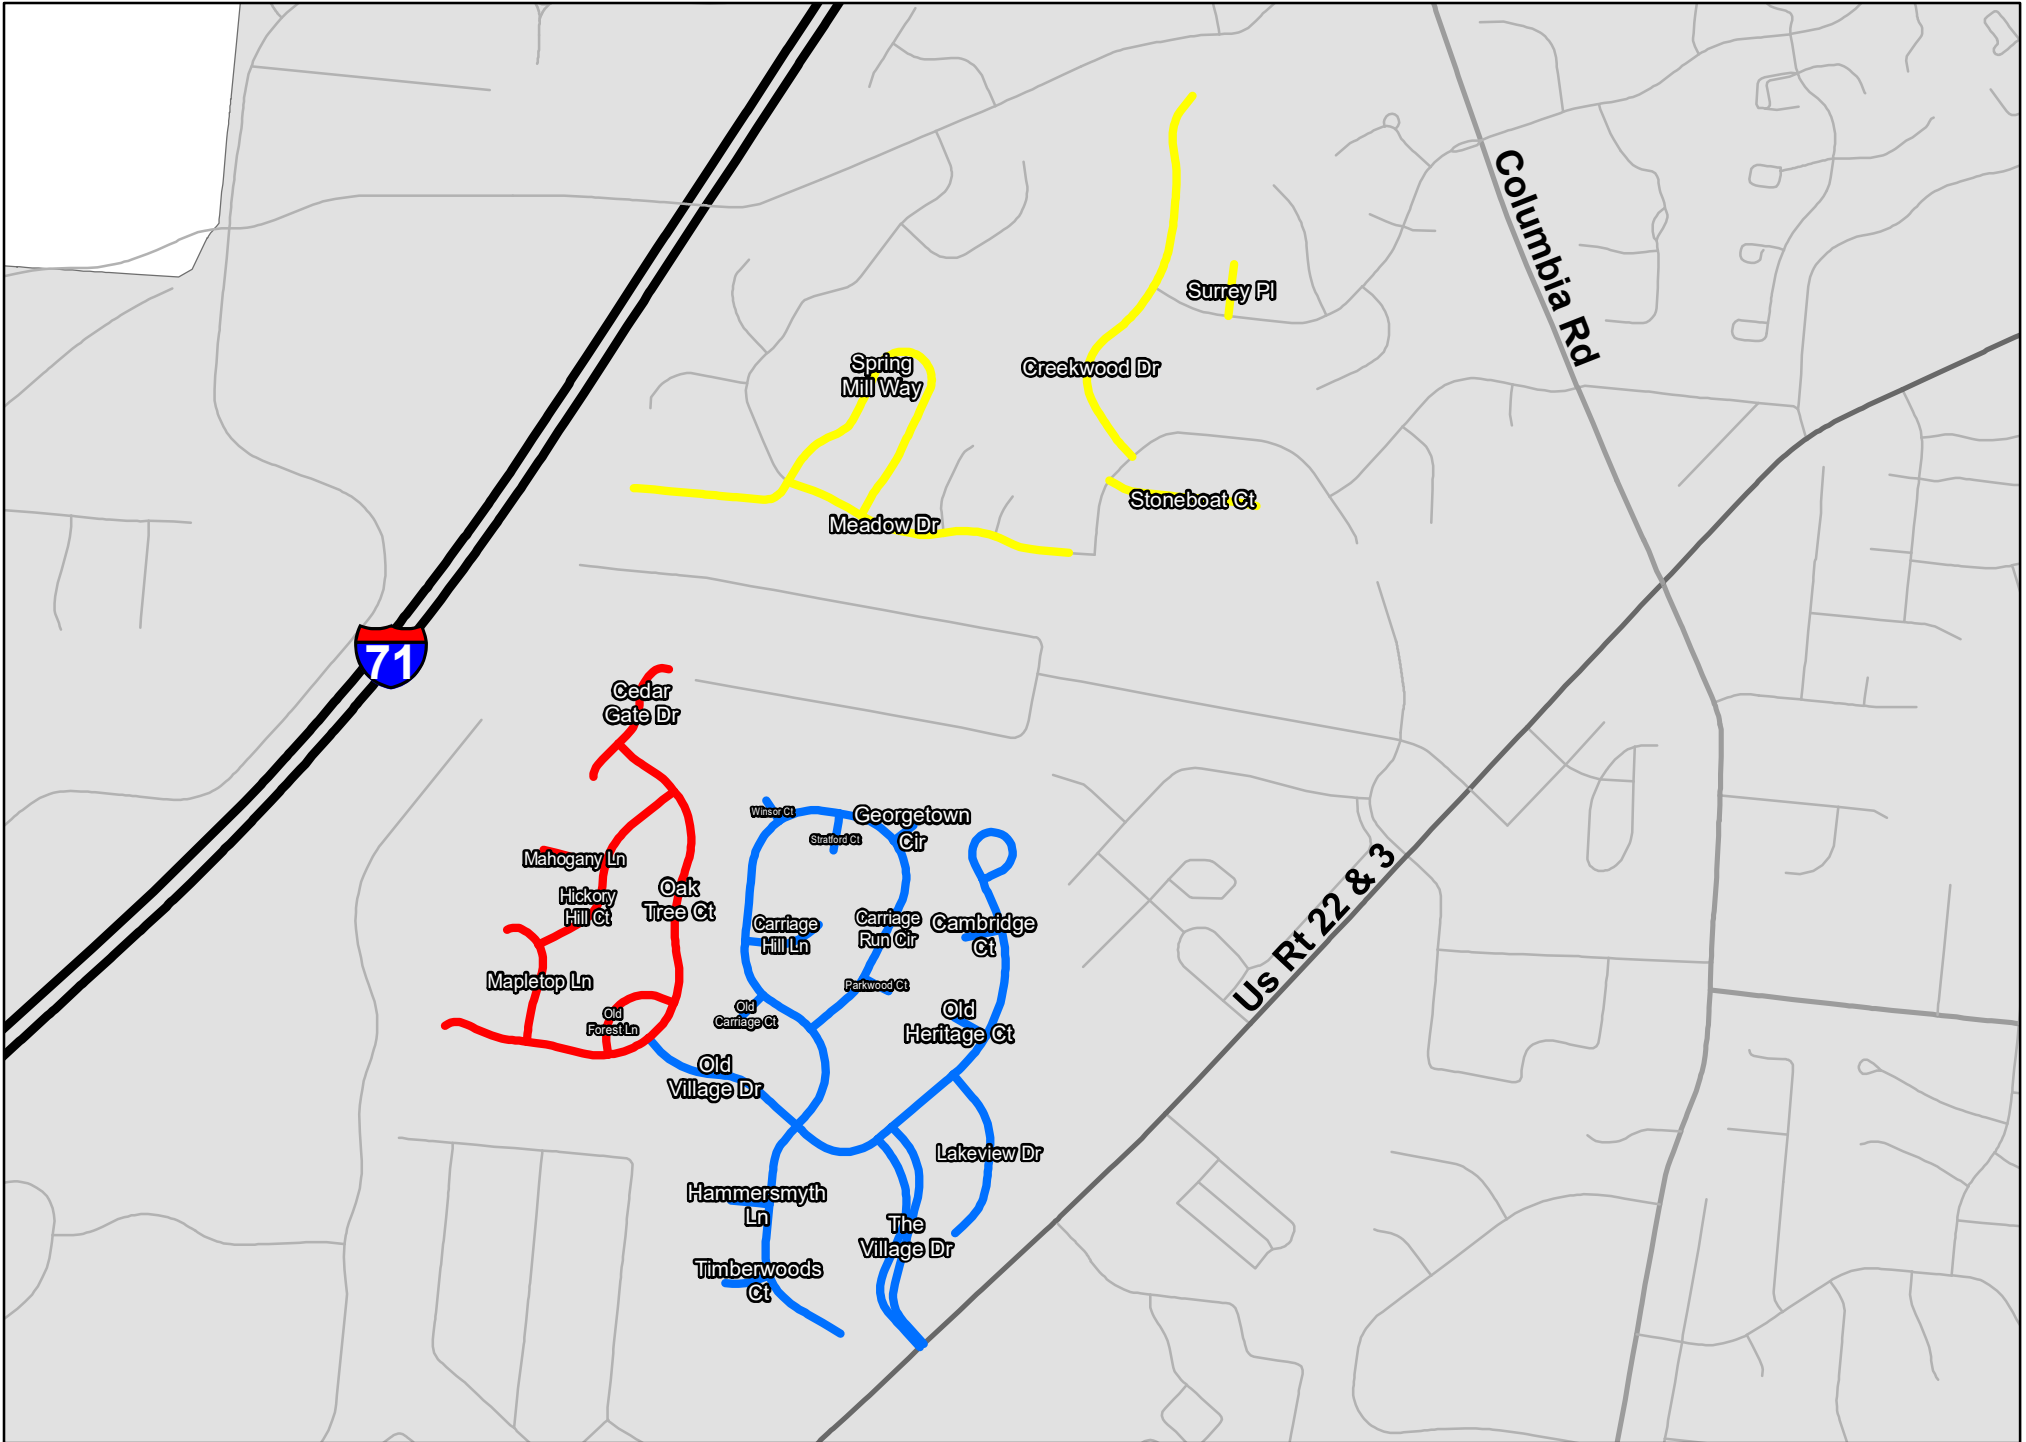 Columbia Rd
Surrey Pl
Spring
Mill Way
Creekwood Dr
Stoneboat Ct
Meadow Dr
71
Cedar
Gate Dr
Winsor Ct
Georgetown
Cir
Stratford Ct
Mahogany Ln
Hickory
Hill Ct
Oak
Tree Ct
Carriage
Hill Ln
Carriage
Run Cir
Cambridge
Ct
Us Rt 22 & 3
Mapletop Ln
Parkwood Ct
Old
Forest Ln
Old
Carriage Ct
Old
Heritage Ct
Old
Village Dr
Lakeview Dr
Hammersmyth
Ln
The
Village Dr
Timberwoods
Ct